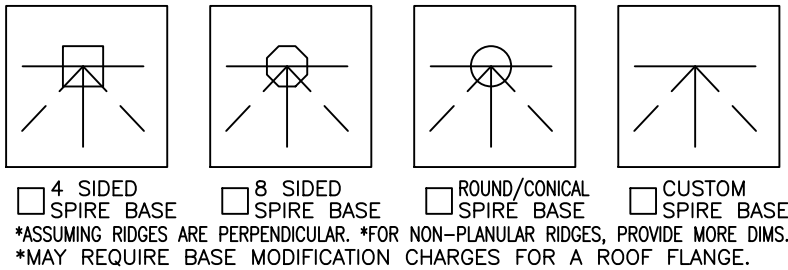 4 SIDED
SPIRE BASE
8 SIDED
SPIRE BASE
ROUND/CONICAL
SPIRE BASE
CUSTOM
SPIRE BASE
*ASSUMING RIDGES ARE PERPENDICULAR. *FOR NON-PLANULAR RIDGES, PROVIDE MORE DIMS.
*MAY REQUIRE BASE MODIFICATION CHARGES FOR A ROOF FLANGE.